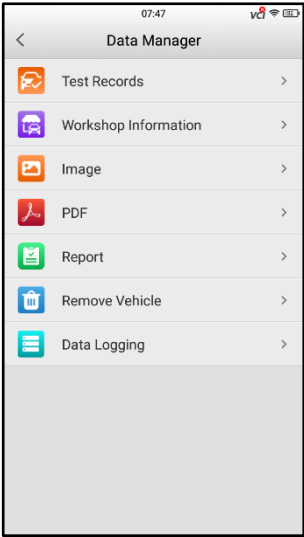 07:47
VCI
Data Manager
Test Records
Workshop Information
Image
PDF
Report
Remove Vehicle
Data Logging